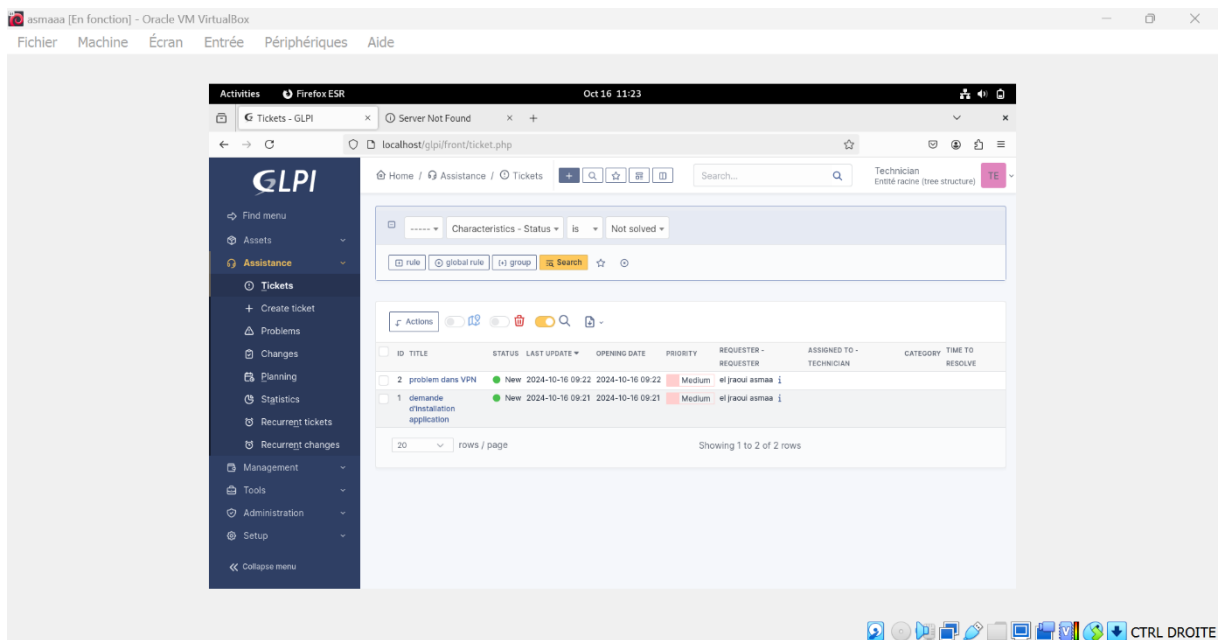 asmaaa [En fonction] - Oracle VM VirtualBox
Fichier Machine Écran Entrée Périphériques Aide
Activities Firefox ESR Oct 16 11:23
Tickets - GLPI Server Not Found
localhost/glpi/front/ticket.php
GLPI
Home / Assistance / Tickets Search... Technician
Entité racine (tree structure) TE
Find menu
Assets
Assistance
Tickets
Create ticket
Problems
Changes
Planning
Statistics
Recurrent tickets
Recurrent changes
Management
Tools
Administration
Setup
Collapse menu
----- Characteristics - Status is Not solved
rule global rule group Search
Actions
ID TITLE STATUS LAST UPDATE OPENING DATE PRIORITY REQUESTER - REQUESTER ASSIGNED TO - TECHNICIAN CATEGORY TIME TO RESOLVE
2 problem dans VPN New 2024-10-16 09:22 2024-10-16 09:22 Medium el jraoui asmaa i
1 demande New 2024-10-16 09:21 2024-10-16 09:21 Medium el jraoui asmaa i
d'installation
application
20 rows / page Showing 1 to 2 of 2 rows
CTRL DROITE